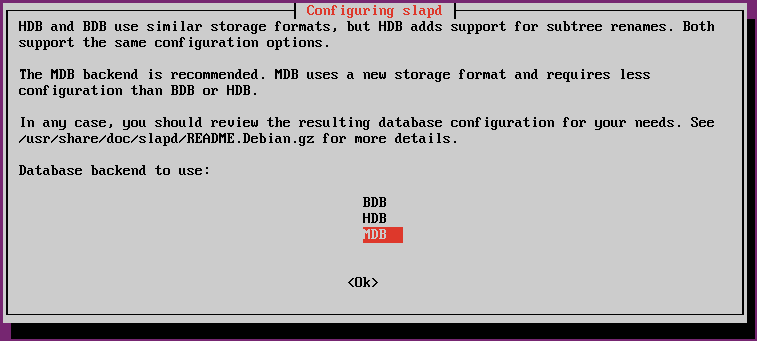 Configuring slapd
HDB and BDB use similar storage formats, but HDB adds support for subtree renames. Both
support the same configuration options.
The MDB backend is recommended. MDB uses a new storage format and requires less
configuration than BDB or HDB.
In any case, you should review the resulting database configuration for your needs. See
/usr/share/doc/slapd/README.Debian.gz for more details.
Database backend to use:
BDB
HDB
MDB
<Ok>